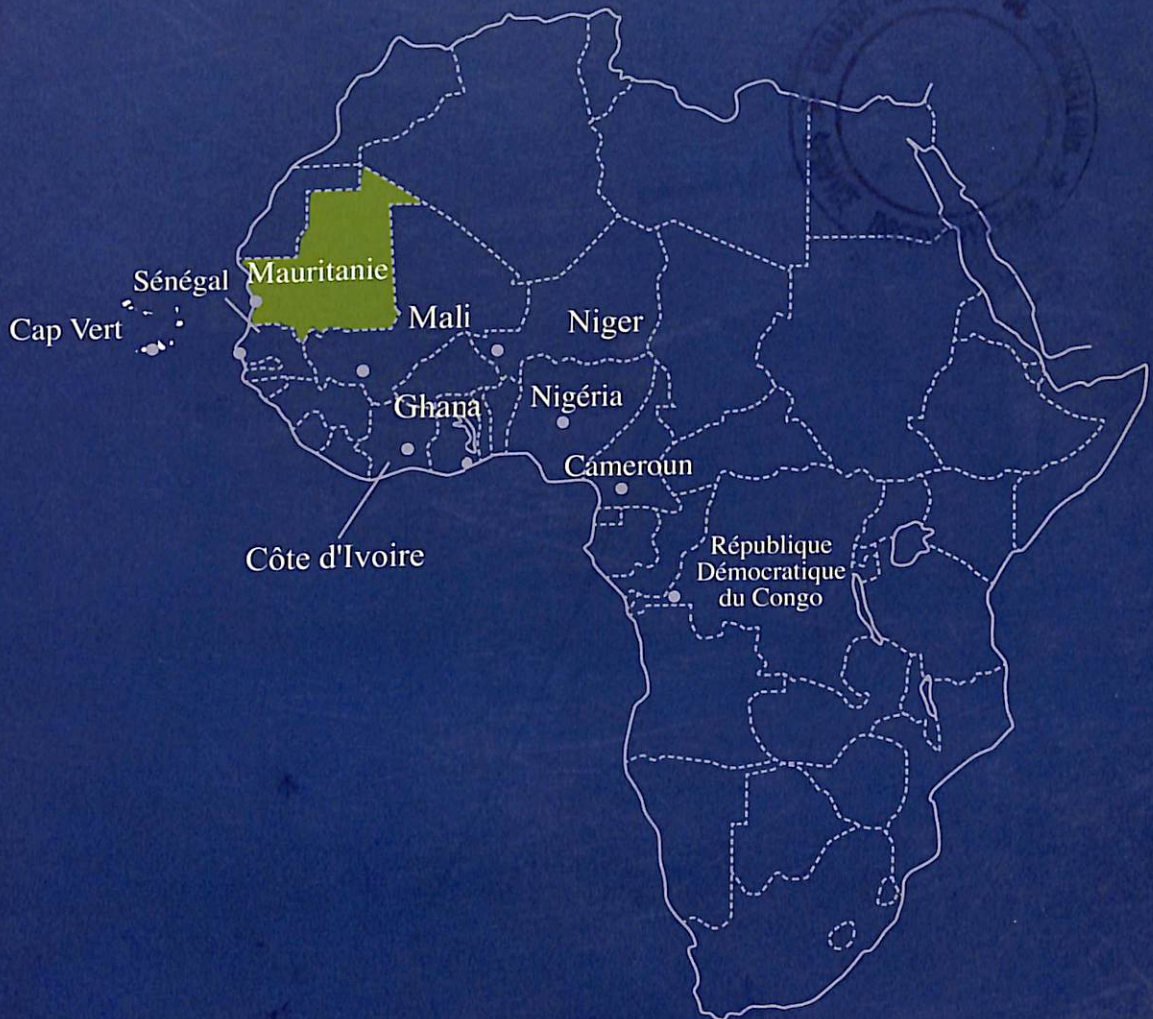 Sénégal
Mauritanie
Cap Vert
Mali
Niger
Ghana
Nigéria
Cameroun
Côte d'Ivoire
République
Démocratique
du Congo